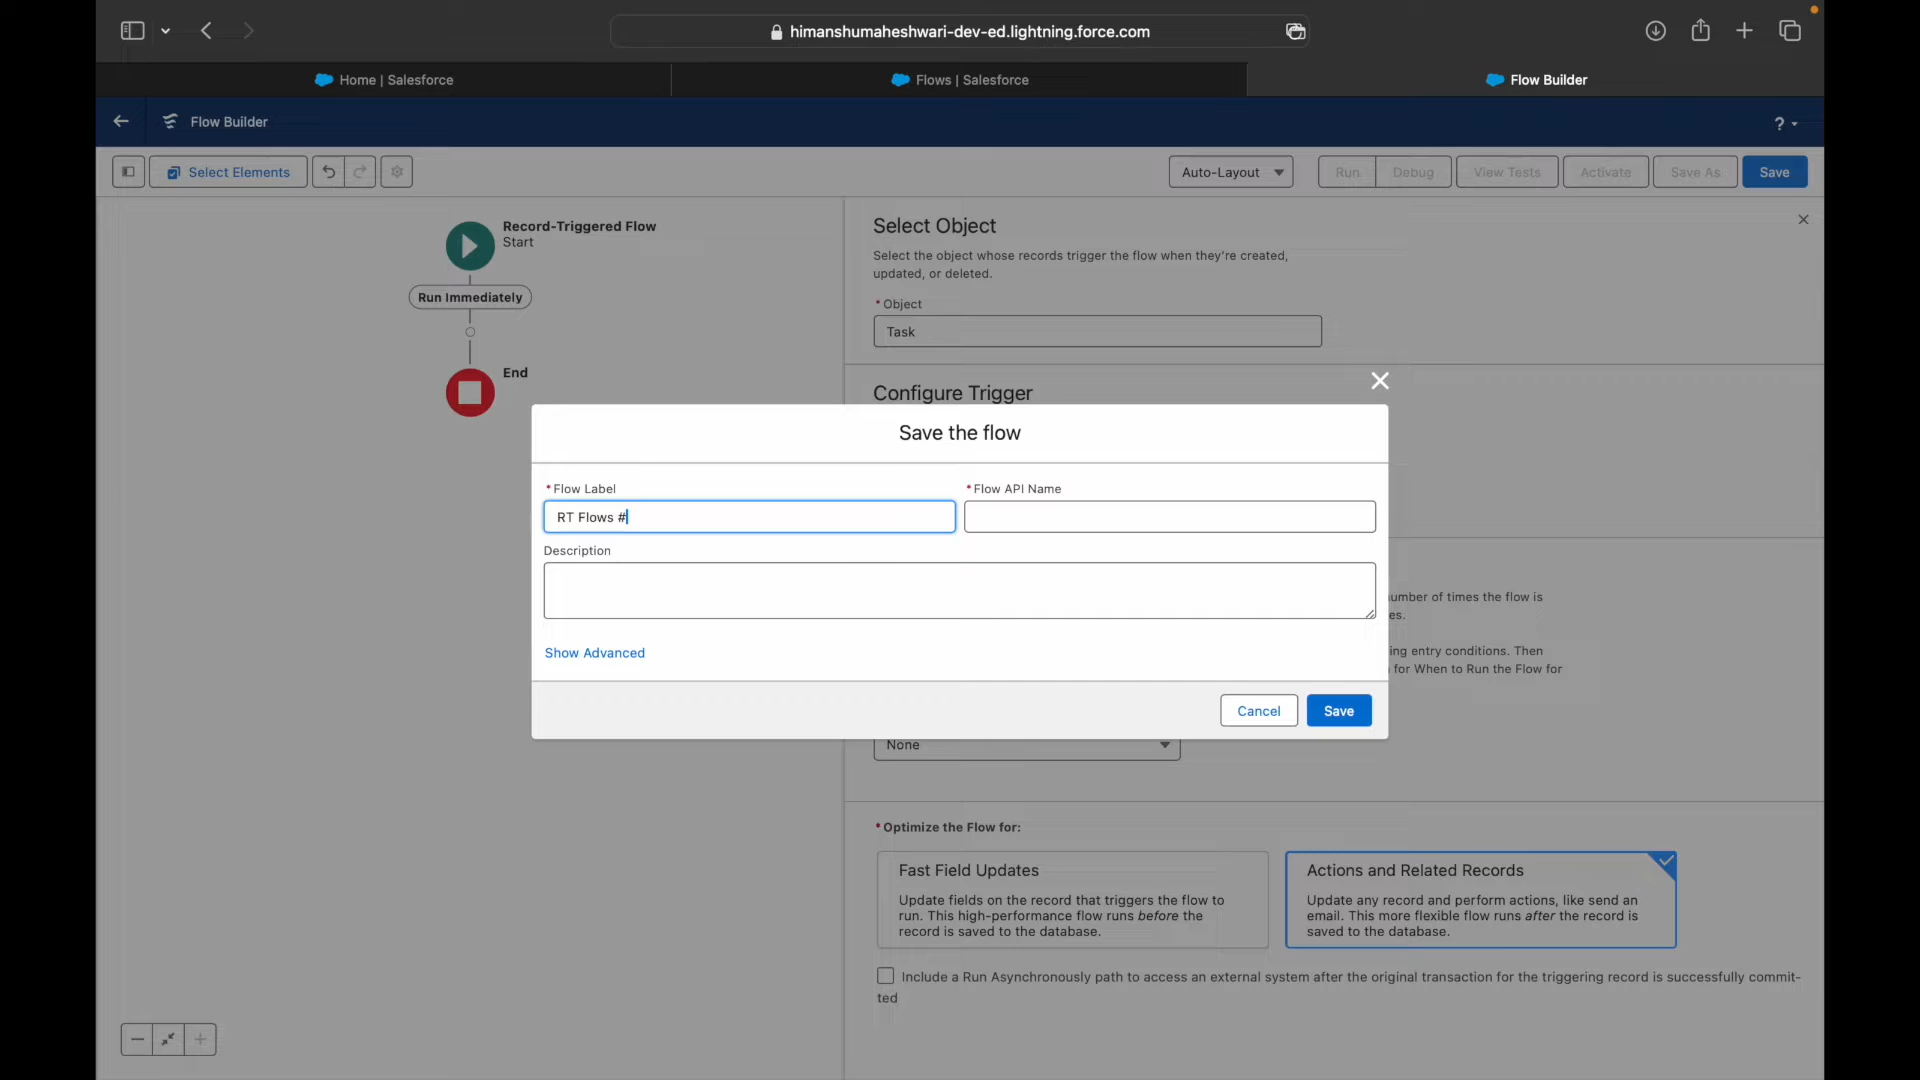 himanshumaheshwari-dev-ed.lightning.force.com
Home | Salesforce
Flows | Salesforce
Flow Builder
Flow Builder
?
Select Elements
Auto-Layout
Run
Debug
View Tests
Activate
Save As
Save
Record-Triggered Flow
Start
Run Immediately
End
Select Object
Select the object whose records trigger the flow when they're created,
updated, or deleted.
* Object
Task
Configure Trigger
Save the flow
* Flow Label
* Flow API Name
RT Flows #
Description
Show Advanced
Cancel
Save
umber of times the flow is
es.
ing entry conditions. Then
for When to Run the Flow for
None
* Optimize the Flow for:
Fast Field Updates
Update fields on the record that triggers the flow to
run. This high-performance flow runs before the
record is saved to the database.
Actions and Related Records
Update any record and perform actions, like send an
email. This more flexible flow runs after the record is
saved to the database.
Include a Run Asynchronously path to access an external system after the original transaction for the triggering record is successfully commit-
ted